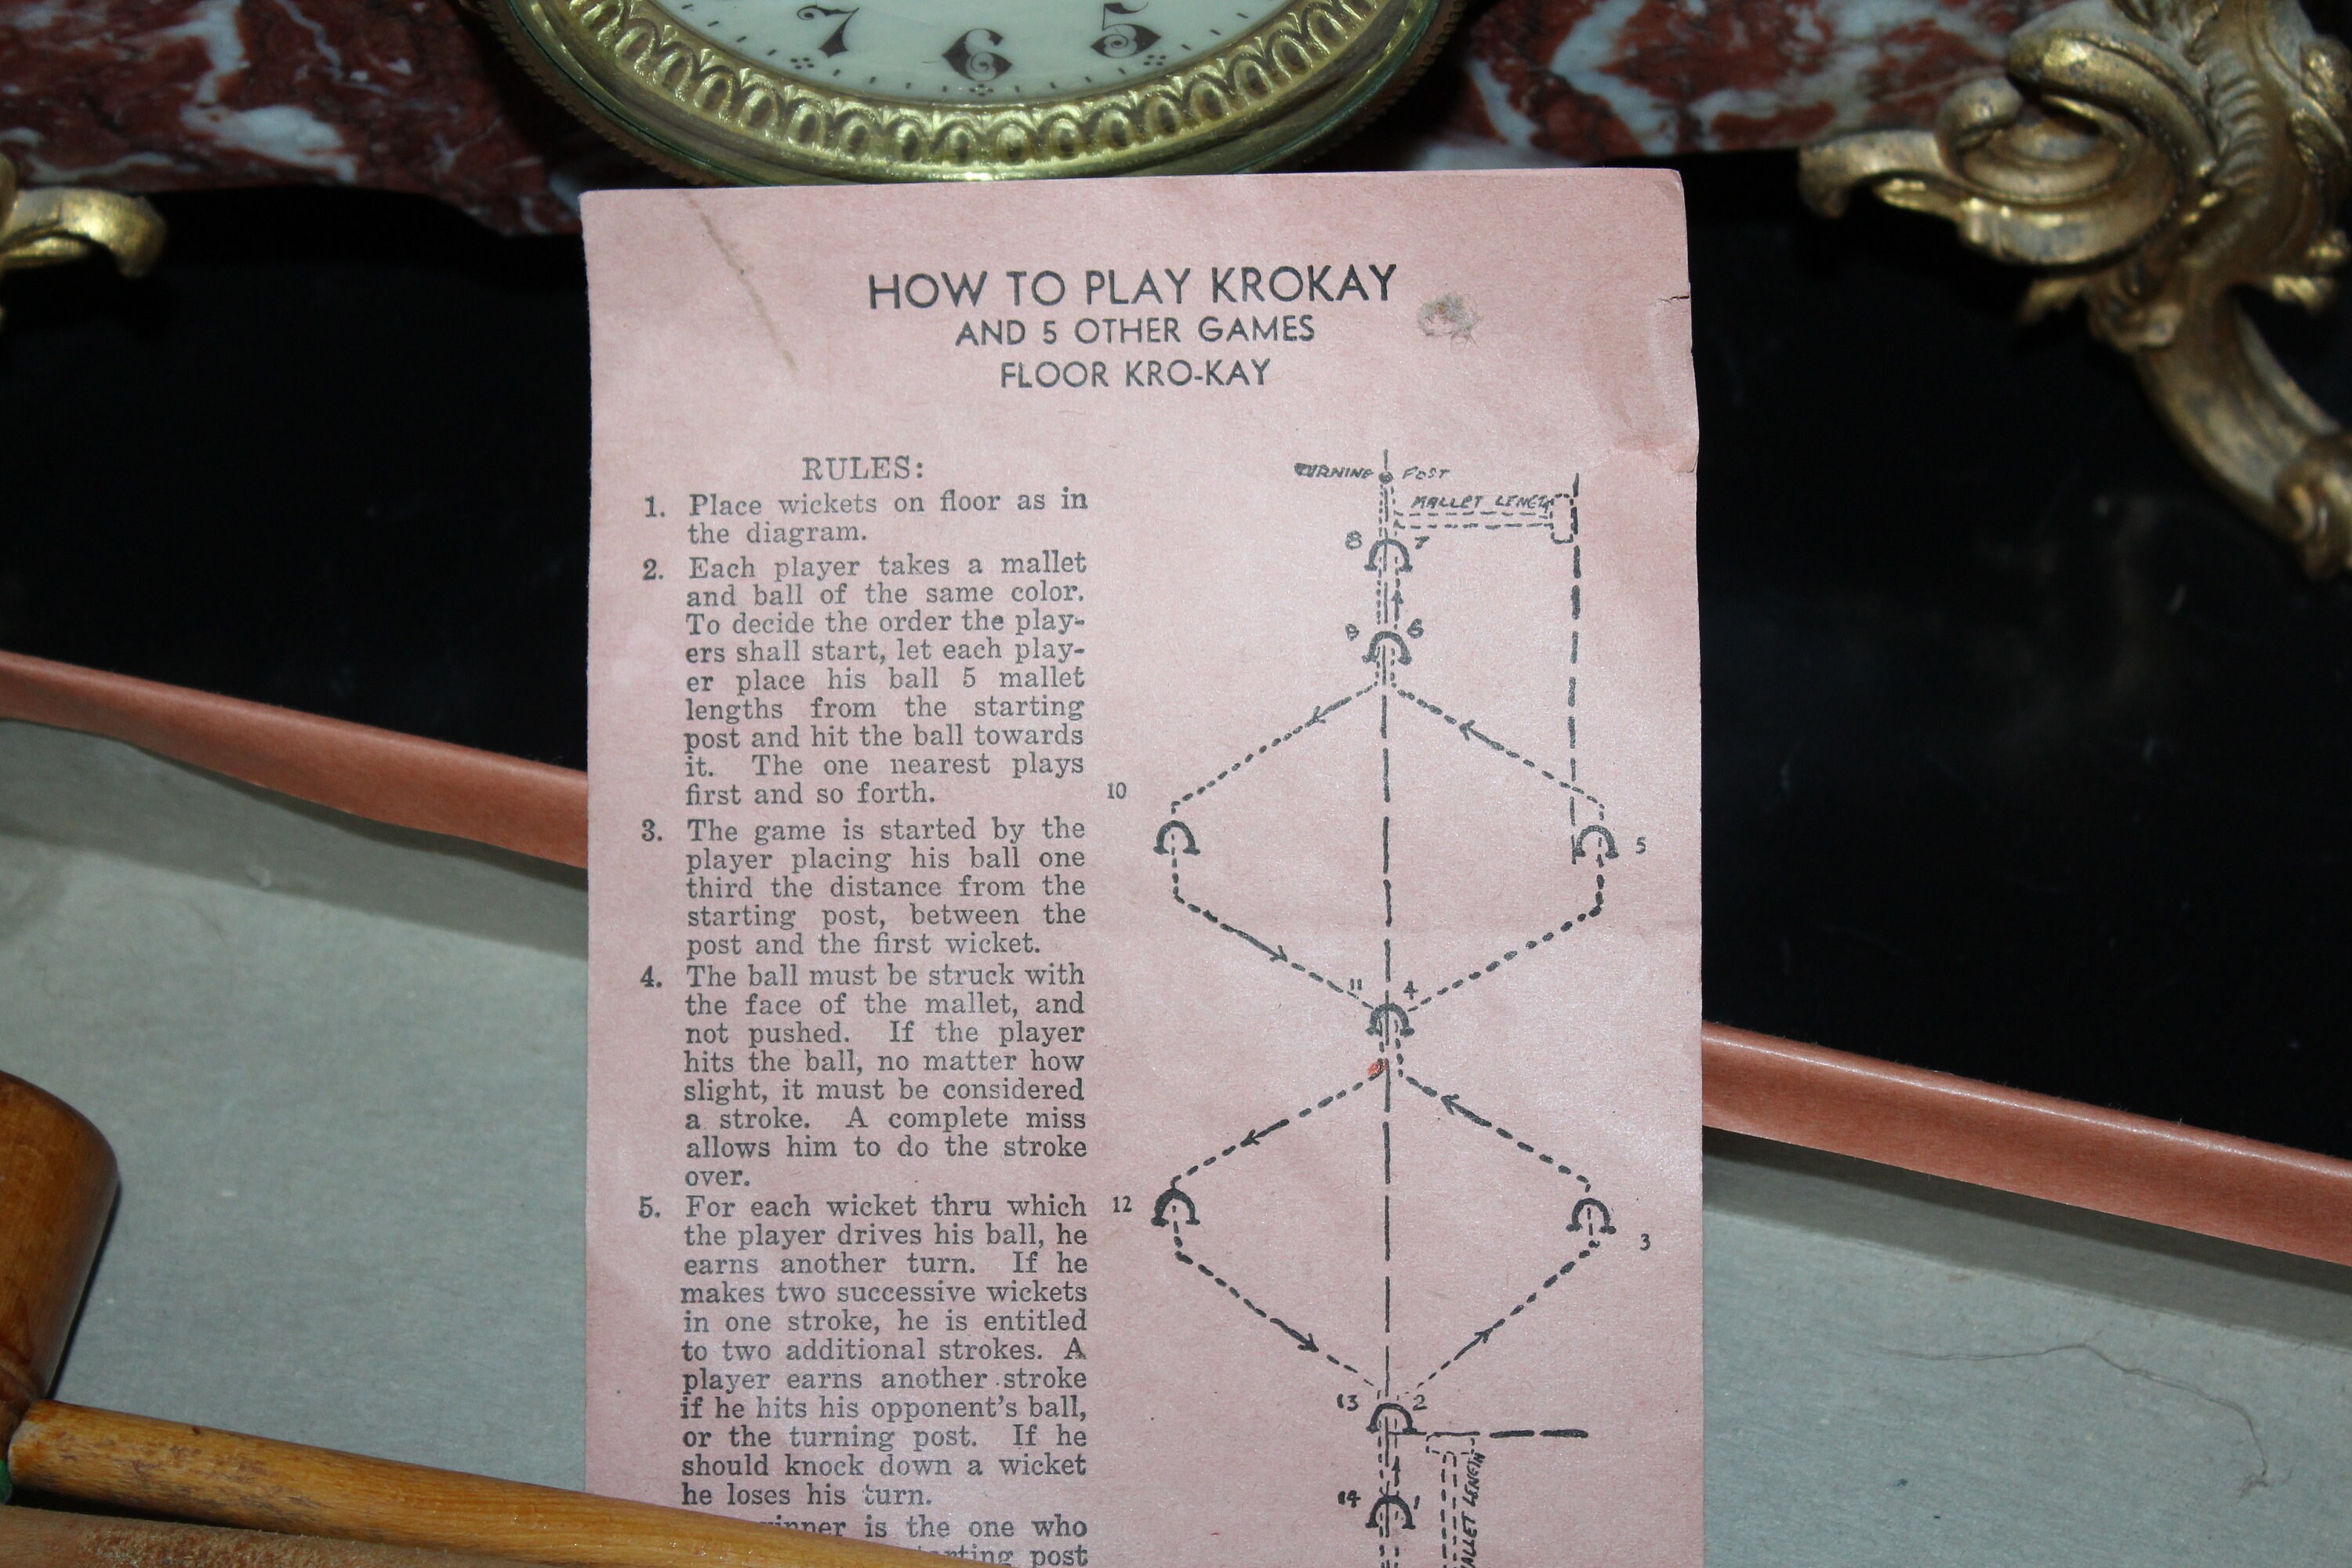 7 6 5
HOW TO PLAY KROKAY
AND 5 OTHER GAMES
FLOOR KRO-KAY
RULES:
1. Place wickets on floor as in
the diagram.
2. Each player takes a mallet
and ball of the same color.
To decide the order the play-
ers shall start, let each play-
er place his ball 5 mallet
lengths from the starting
post and hit the ball towards
it. The one nearest plays
first and so forth.
3. The game is started by the
player placing his ball one
third the distance from the
starting post, between the
post and the first wicket.
4. The ball must be struck with
the face of the mallet, and
not pushed. If the player
hits the ball, no matter how
slight, it must be considered
a stroke. A complete miss
allows him to do the stroke
over.
5. For each wicket thru which
the player drives his ball, he
earns another turn. If he
makes two successive wickets
in one stroke, he is entitled
to two additional strokes. A
player earns another stroke
if he hits his opponent's ball,
or the turning post. If he
should knock down a wicket
he loses his turn.
is the one who
post
TURNING POST
MALLET LENGTH
8 7
9 6
10
5
11 4
12
3
13 2
14 1
MALLET LENGTH